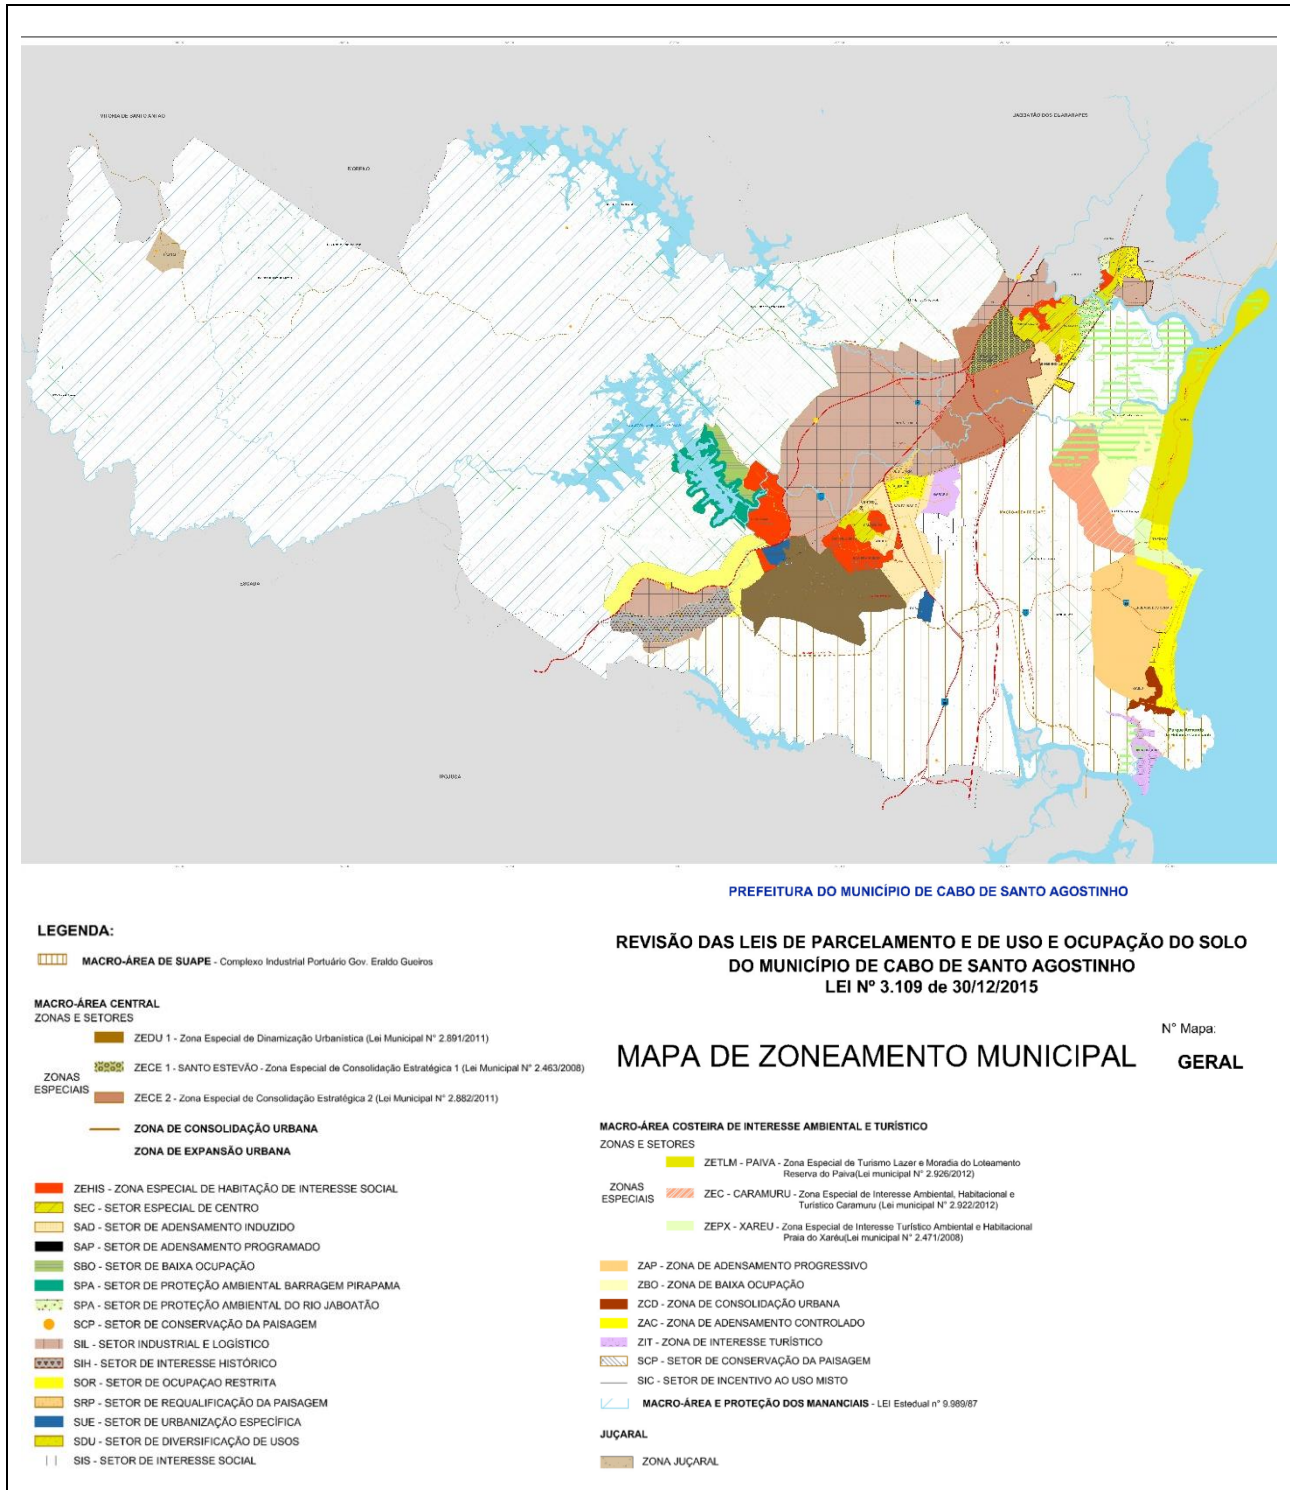 VITORIA DE SANTO ANTAO
JABOATÃO DOS GUARARAPES
MORENO
ESCADA
IPOJUCA
MACRO-ÁREA DE SUAPE
PREFEITURA DO MUNICÍPIO DE CABO DE SANTO AGOSTINHO
LEGENDA:
MACRO-ÁREA DE SUAPE - Complexo Industrial Portuário Gov. Eraldo Gueiros
REVISÃO DAS LEIS DE PARCELAMENTO E DE USO E OCUPAÇÃO DO SOLO
DO MUNICÍPIO DE CABO DE SANTO AGOSTINHO
LEI Nº 3.109 de 30/12/2015
MACRO-ÁREA CENTRAL
ZONAS E SETORES
ZONAS
ESPECIAIS
ZEDU 1 - Zona Especial de Dinamização Urbanística (Lei Municipal N° 2.891/2011)
ZECE 1 - SANTO ESTEVÃO - Zona Especial de Consolidação Estratégica 1 (Lei Municipal N° 2.463/2008)
ZECE 2 - Zona Especial de Consolidação Estratégica 2 (Lei Municipal N° 2.882/2011)
ZONA DE CONSOLIDAÇÃO URBANA
ZONA DE EXPANSÃO URBANA
ZEHIS - ZONA ESPECIAL DE HABITAÇÃO DE INTERESSE SOCIAL
SEC - SETOR ESPECIAL DE CENTRO
SAD - SETOR DE ADENSAMENTO INDUZIDO
SAP - SETOR DE ADENSAMENTO PROGRAMADO
SBO - SETOR DE BAIXA OCUPAÇÃO
SPA - SETOR DE PROTEÇÃO AMBIENTAL BARRAGEM PIRAPAMA
SPA - SETOR DE PROTEÇÃO AMBIENTAL DO RIO JABOATÃO
SCP - SETOR DE CONSERVAÇÃO DA PAISAGEM
SIL - SETOR INDUSTRIAL E LOGÍSTICO
SIH - SETOR DE INTERESSE HISTÓRICO
SOR - SETOR DE OCUPAÇAO RESTRITA
SRP - SETOR DE REQUALIFICAÇÃO DA PAISAGEM
SUE - SETOR DE URBANIZAÇÃO ESPECÍFICA
SDU - SETOR DE DIVERSIFICAÇÃO DE USOS
SIS - SETOR DE INTERESSE SOCIAL
MAPA DE ZONEAMENTO MUNICIPAL
N° Mapa:
GERAL
MACRO-ÁREA COSTEIRA DE INTERESSE AMBIENTAL E TURÍSTICO
ZONAS E SETORES
ZONAS
ESPECIAIS
ZETLM - PAIVA - Zona Especial de Turismo Lazer e Moradia do Loteamento
Reserva do Paiva(Lei municipal N° 2.926/2012)
ZEC - CARAMURU - Zona Especial de Interesse Ambiental, Habitacional e
Turístico Caramuru (Lei municipal N° 2.922/2012)
ZEPX - XAREU - Zona Especial de Interesse Turístico Ambiental e Habitacional
Praia do Xaréu(Lei municipal N° 2.471/2008)
ZAP - ZONA DE ADENSAMENTO PROGRESSIVO
ZBO - ZONA DE BAIXA OCUPAÇÃO
ZCD - ZONA DE CONSOLIDAÇÃO URBANA
ZAC - ZONA DE ADENSAMENTO CONTROLADO
ZIT - ZONA DE INTERESSE TURÍSTICO
SCP - SETOR DE CONSERVAÇÃO DA PAISAGEM
SIC - SETOR DE INCENTIVO AO USO MISTO
MACRO-ÁREA E PROTEÇÃO DOS MANANCIAIS - LEI Estedual n° 9.989/87
JUÇARAL
ZONA JUÇARAL